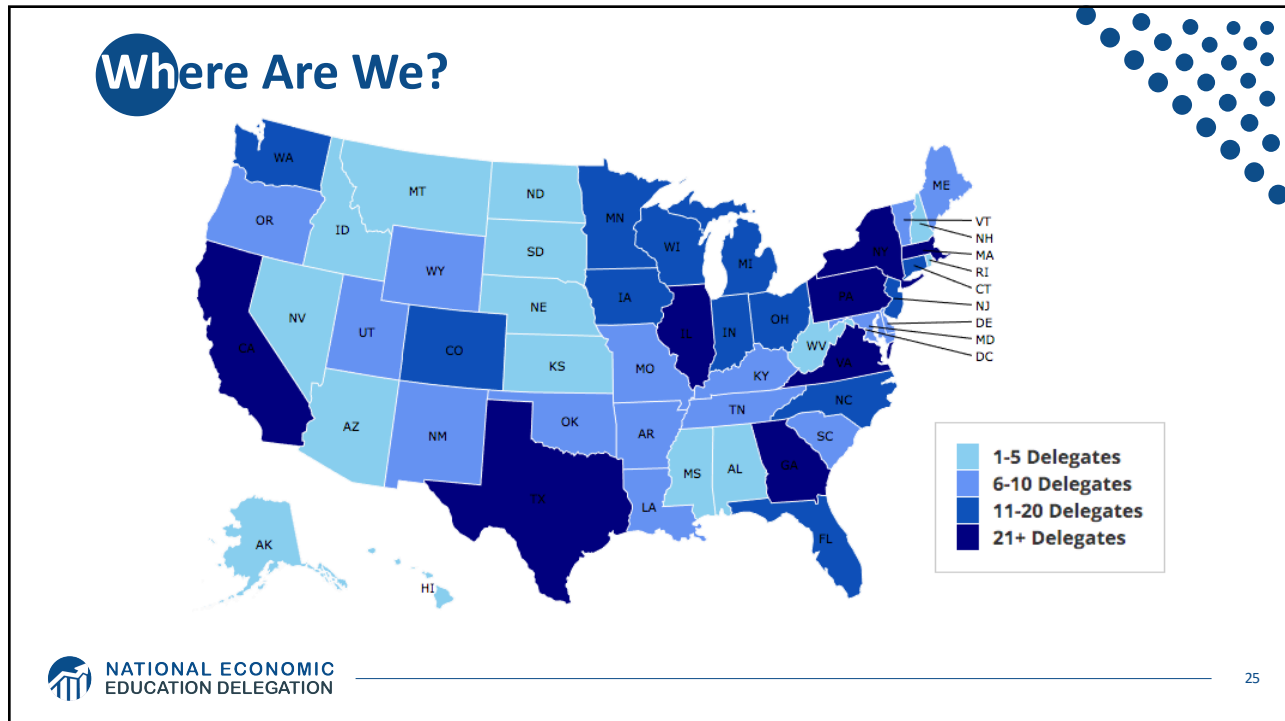 Where Are We?
WA
MT
ND
MN
ME
OR
ID
SD
WI
MI
NY
VT
NH
MA
RI
CT
NJ
DE
MD
DC
WY
NE
IA
PA
NV
UT
CO
KS
IL
IN
OH
WV
VA
CA
MO
KY
AZ
NM
OK
AR
TN
NC
SC
TX
LA
MS
AL
GA
FL
AK
HI
1-5 Delegates
6-10 Delegates
11-20 Delegates
21+ Delegates
NATIONAL ECONOMIC
EDUCATION DELEGATION
25